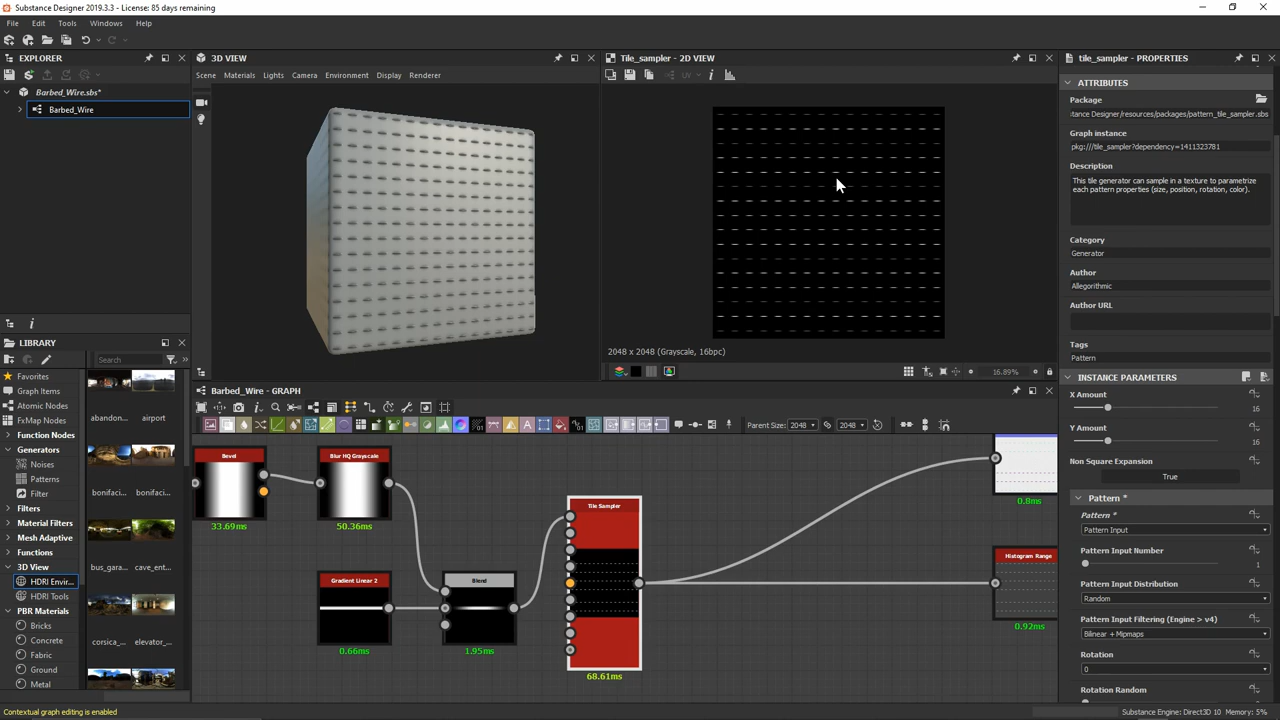 Substance Designer 2019.3.3 - License: 85 days remaining
File Edit Tools Windows Help
EXPLORER
Barbed_Wire.sbs*
Barbed_Wire
3D VIEW
Scene Materials Lights Camera Environment Display Renderer
Tile_sampler - 2D VIEW
UV
2048 x 2048 (Grayscale, 16bpc)
16.89%
LIBRARY
Search
Favorites
Graph Items
Atomic Nodes
FxMap Nodes
Function Nodes
Generators
Noises
Patterns
Filter
Filters
Material Filters
Mesh Adaptive
Functions
3D View
HDRI Envir...
HDRI Tools
PBR Materials
Bricks
Concrete
Fabric
Ground
Metal
abandon...
airport
bonifaci...
bonifaci...
bus_gara...
cave_ent...
corsica_...
elevator_...
Barbed_Wire - GRAPH
Parent Size: 2048 2048
Bevel
33.69ms
Blur HQ Grayscale
50.36ms
Gradient Linear 2
0.66ms
Blend
1.95ms
Tile Sampler
68.61ms
0.8ms
Histogram Range
0.92ms
tile_sampler - PROPERTIES
ATTRIBUTES
Package
:tance Designer/resources/packages/pattern_tile_sampler.sbs
Graph instance
pkg:///tile_sampler?dependency=1411323781
Description
This tile generator can sample in a texture to parametrize
each pattern properties (size, position, rotation, color).
Category
Generator
Author
Allegorithmic
Author URL
Tags
Pattern
INSTANCE PARAMETERS
X Amount
16
Y Amount
16
Non Square Expansion
True
Pattern *
Pattern *
Pattern Input
Pattern Input Number
1
Pattern Input Distribution
Random
Pattern Input Filtering (Engine > v4)
Bilinear + Mipmaps
Rotation
0
Rotation Random
Contextual graph editing is enabled
Substance Engine: Direct3D 10 Memory: 5%